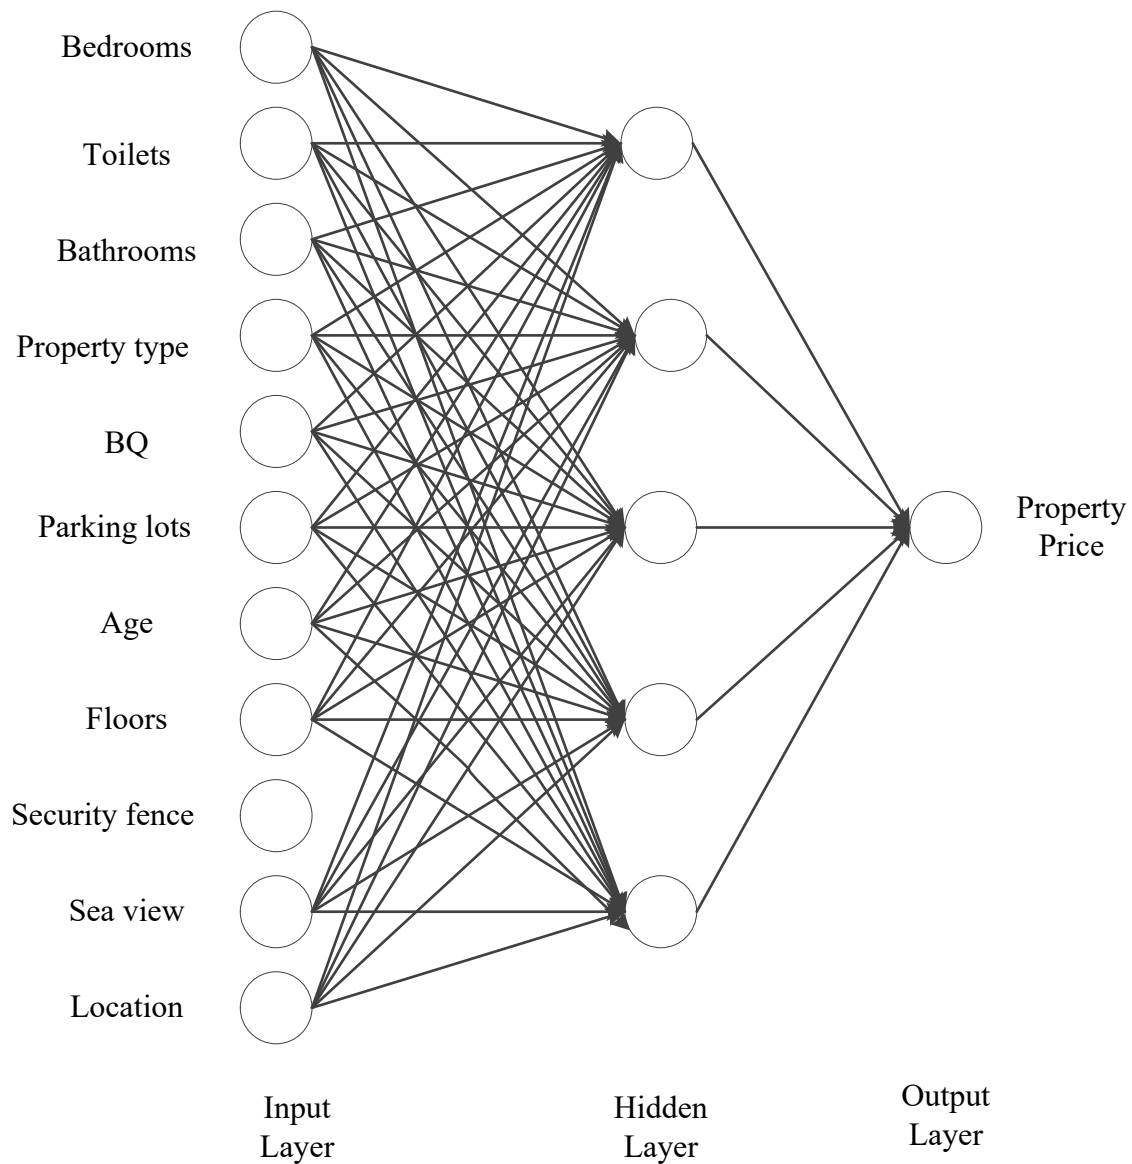 Bedrooms
Toilets
Bathrooms
Property type
BQ
Parking lots
Age
Floors
Security fence
Sea view
Location
Property
Price
Input
Layer
Hidden
Layer
Output
Layer